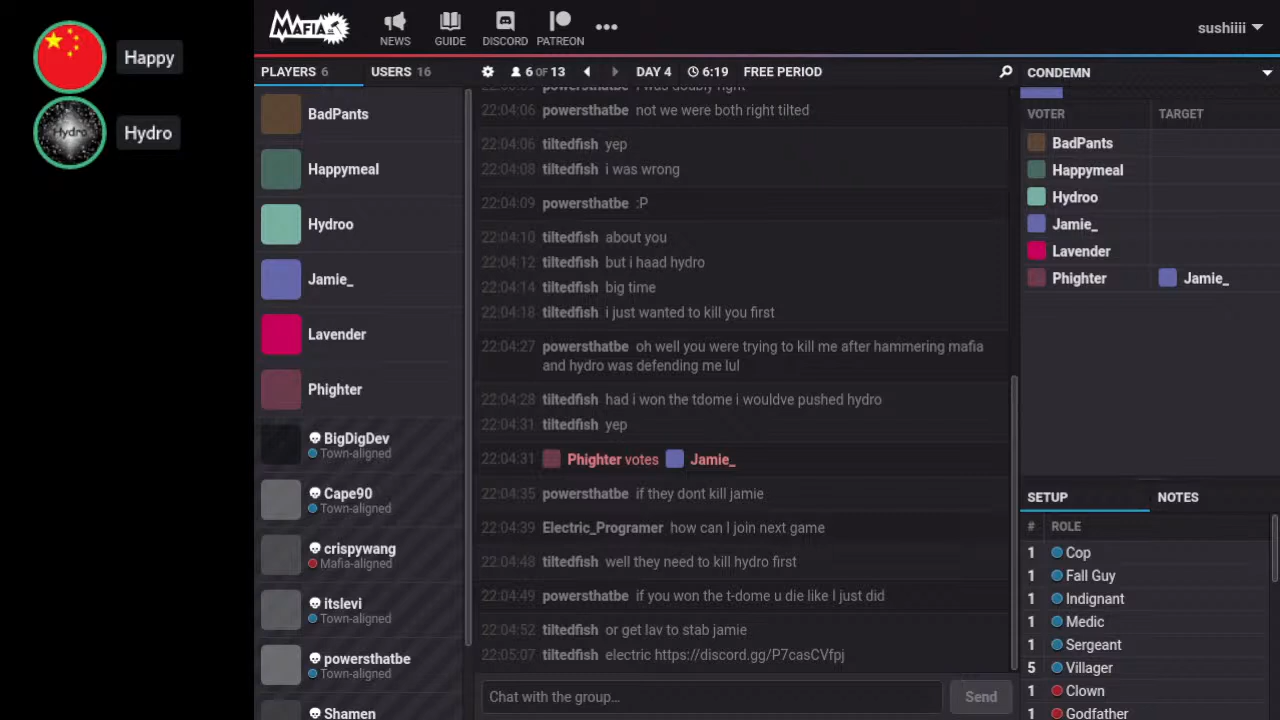 Happy
Hydro
Hydro
MAFIA GG
NEWS
GUIDE
DISCORD
PATREON
sushiiii
PLAYERS 6
USERS 16
6 OF 13
DAY 4
6:19
FREE PERIOD
BadPants
Happymeal
Hydroo
Jamie_
Lavender
Phighter
BigDigDev
Town-aligned
Cape90
Town-aligned
crispywang
Mafia-aligned
itslevi
Town-aligned
powersthatbe
Town-aligned
Shamen
powersthatbe i was doubly right
22:04:06 powersthatbe not we were both right tilted
22:04:06 tiltedfish yep
22:04:08 tiltedfish i was wrong
22:04:09 powersthatbe :P
22:04:10 tiltedfish about you
22:04:12 tiltedfish but i haad hydro
22:04:14 tiltedfish big time
22:04:18 tiltedfish i just wanted to kill you first
22:04:27 powersthatbe oh well you were trying to kill me after hammering mafia
and hydro was defending me lul
22:04:28 tiltedfish had i won the tdome i wouldve pushed hydro
22:04:31 tiltedfish yep
22:04:31 Phighter votes Jamie_
22:04:35 powersthatbe if they dont kill jamie
22:04:39 Electric_Programer how can I join next game
22:04:48 tiltedfish well they need to kill hydro first
22:04:49 powersthatbe if you won the t-dome u die like I just did
22:04:52 tiltedfish or get lav to stab jamie
22:05:07 tiltedfish electric https://discord.gg/P7casCVfpj
Chat with the group…
Send
CONDEMN
VOTER TARGET
BadPants
Happymeal
Hydroo
Jamie_
Lavender
Phighter Jamie_
SETUP NOTES
# ROLE
1 Cop
1 Fall Guy
1 Indignant
1 Medic
1 Sergeant
5 Villager
1 Clown
1 Godfather